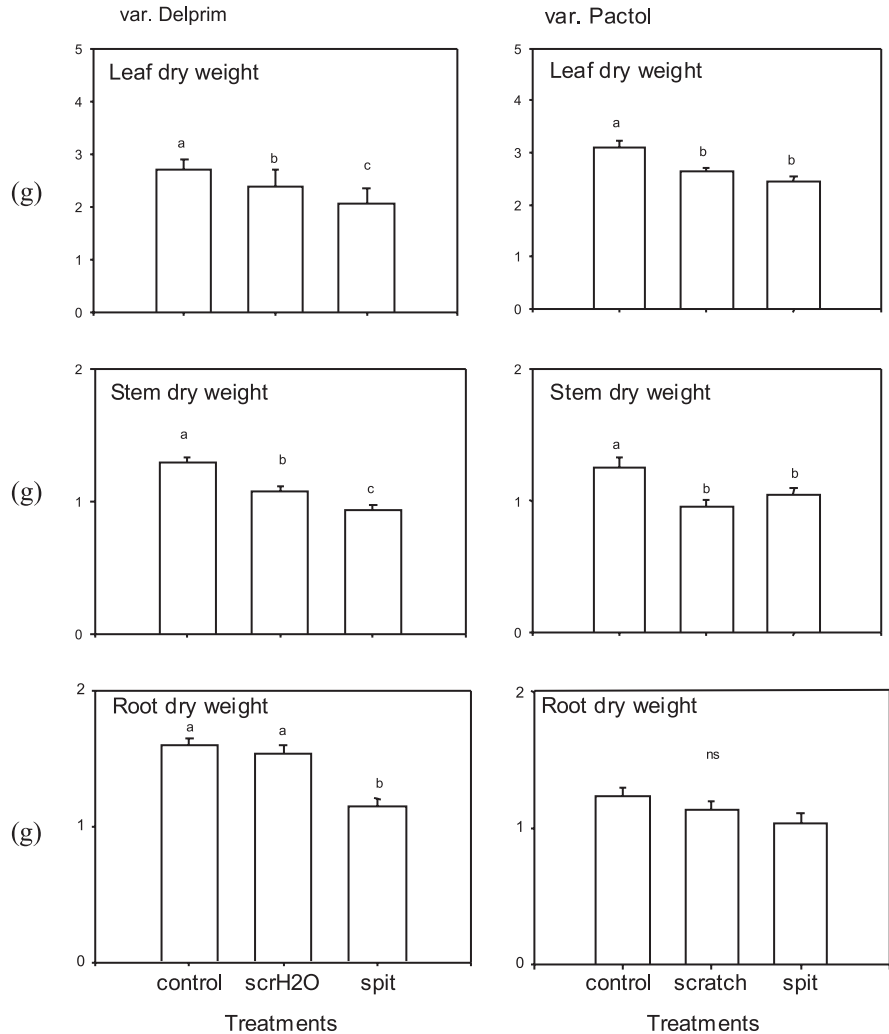 var. Delprim
var. Pactol
5
4
3
2
1
0
(g)
Leaf dry weight
a
b
c
5
4
3
2
1
0
Leaf dry weight
a
b
b
2
1
0
(g)
Stem dry weight
a
b
c
2
1
0
Stem dry weight
a
b
b
2
1
0
(g)
Root dry weight
a
a
b
control scrH2O spit
Treatments
2
1
0
Root dry weight
ns
control scratch spit
Treatments